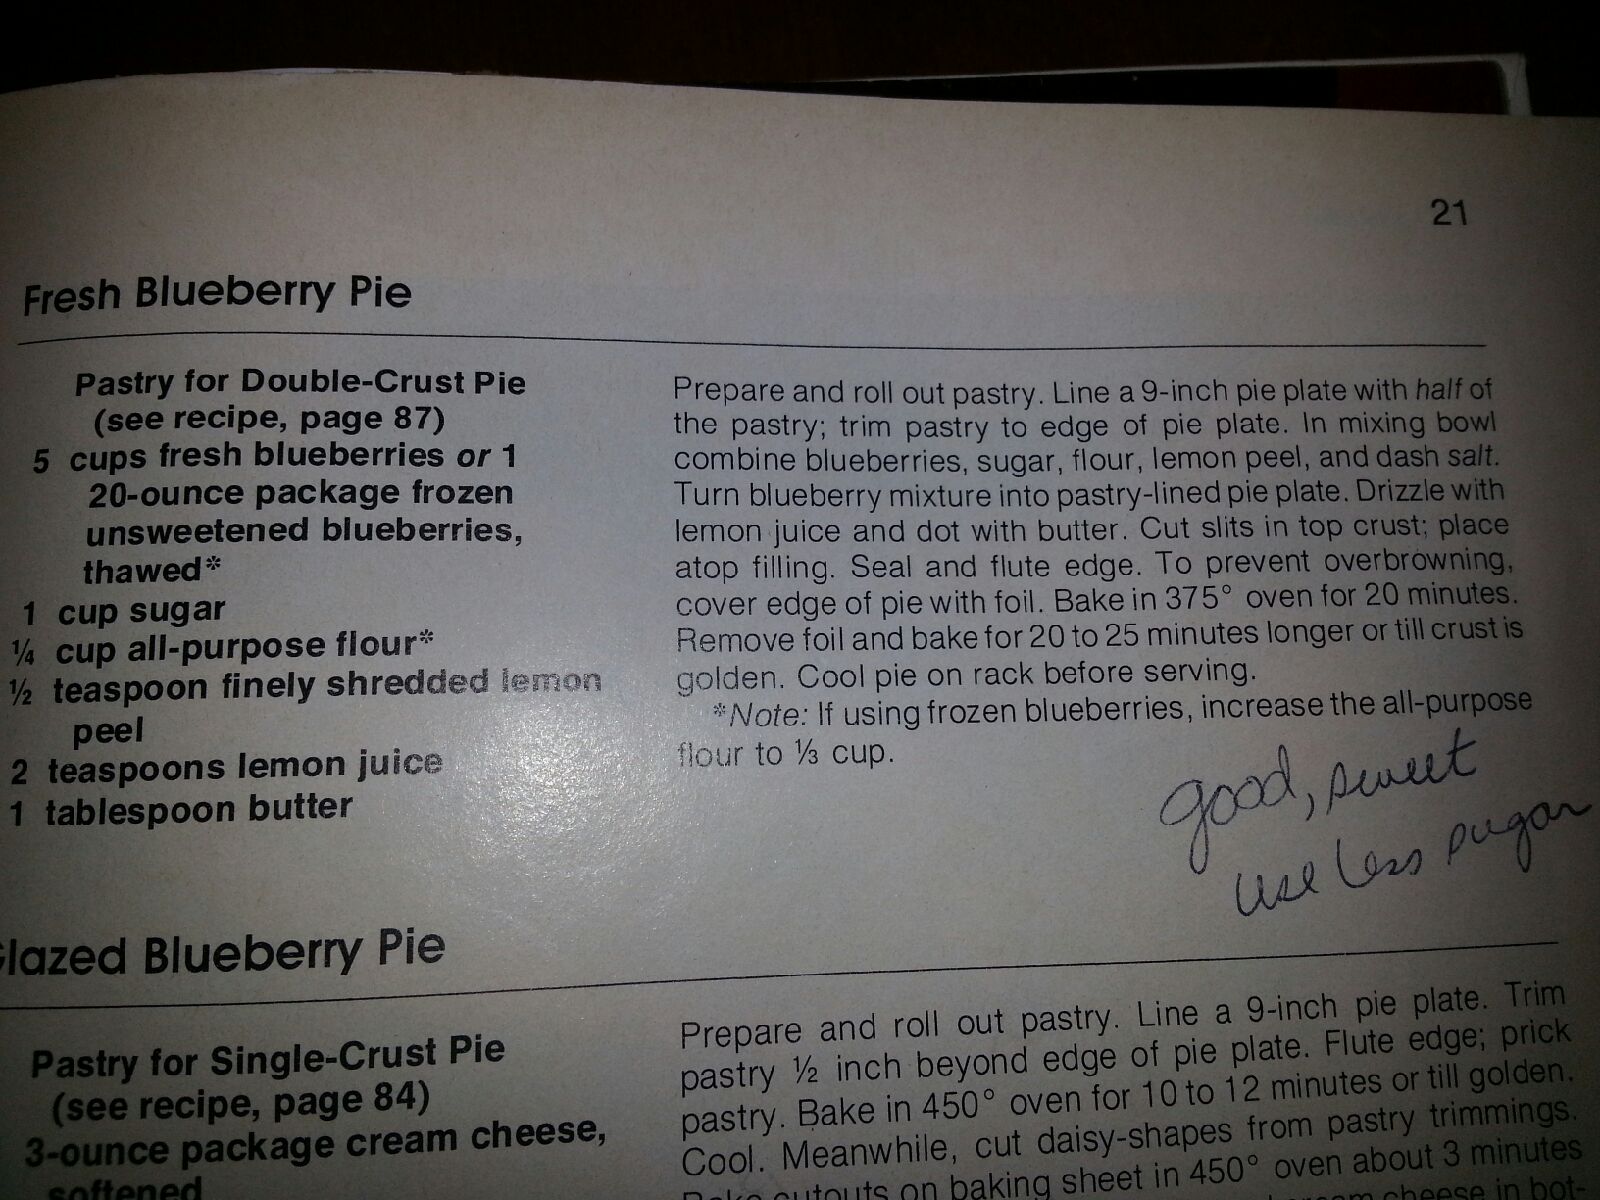 21
Fresh Blueberry Pie
Pastry for Double-Crust Pie
(see recipe, page 87)
5 cups fresh blueberries or 1
20-ounce package frozen
unsweetened blueberries,
thawed*
1 cup sugar
¼ cup all-purpose flour*
½ teaspoon finely shredded lemon
peel
2 teaspoons lemon juice
1 tablespoon butter
Prepare and roll out pastry. Line a 9-inch pie plate with half of
the pastry; trim pastry to edge of pie plate. In mixing bowl
combine blueberries, sugar, flour, lemon peel, and dash salt.
Turn blueberry mixture into pastry-lined pie plate. Drizzle with
lemon juice and dot with butter. Cut slits in top crust; place
atop filling. Seal and flute edge. To prevent overbrowning,
cover edge of pie with foil. Bake in 375° oven for 20 minutes.
Remove foil and bake for 20 to 25 minutes longer or till crust is
golden. Cool pie on rack before serving.
*Note: If using frozen blueberries, increase the all-purpose
flour to ⅓ cup.
good, sweet
use less sugar
Glazed Blueberry Pie
Pastry for Single-Crust Pie
(see recipe, page 84)
3-ounce package cream cheese,
softened
Prepare and roll out pastry. Line a 9-inch pie plate. Trim
pastry ½ inch beyond edge of pie plate. Flute edge; prick
pastry. Bake in 450° oven for 10 to 12 minutes or till golden.
Cool. Meanwhile, cut daisy-shapes from pastry trimmings.
Bake cutouts on baking sheet in 450° oven about 3 minutes
cream cheese in bot-